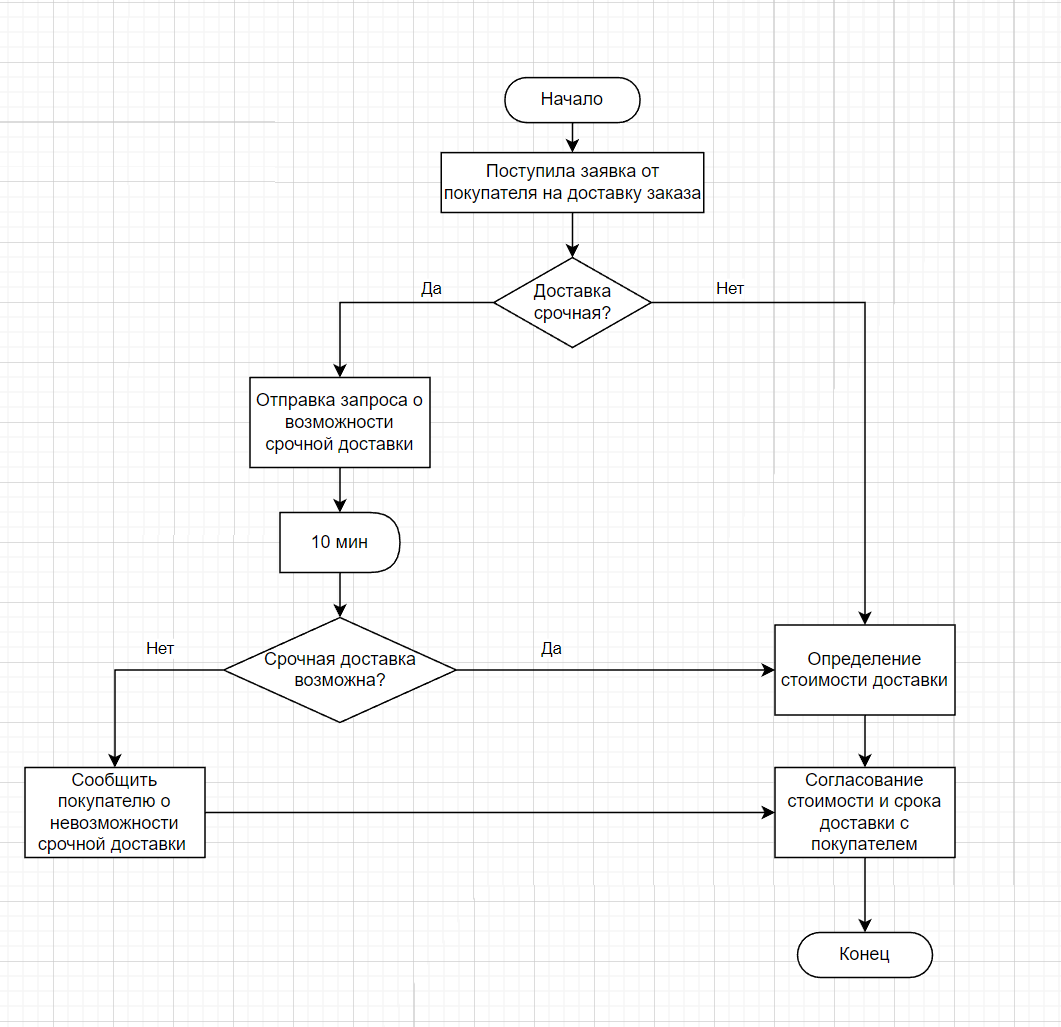 Начало
Поступила заявка от
покупателя на доставку заказа
Да
Нет
Доставка
срочная?
Отправка запроса о
возможности
срочной доставки
10 мин
Нет
Да
Срочная доставка
возможна?
Определение
стоимости доставки
Сообщить
покупателю о
невозможности
срочной доставки
Согласование
стоимости и срока
доставки с
покупателем
Конец